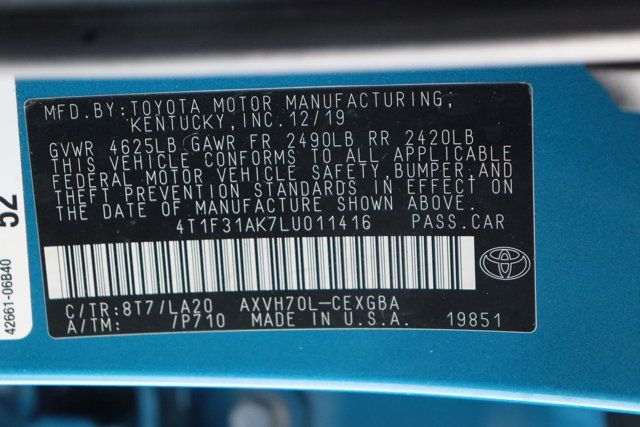 MFD. BY: TOYOTA MOTOR MANUFACTURING,
KENTUCKY, INC. 12/19
GVWR 4625LB GAWR FR 2490LB RR 2420LB
THIS VEHICLE CONFORMS TO ALL APPLICABLE
FEDERAL MOTOR VEHICLE SAFETY, BUMPER, AND
THEFT PREVENTION STANDARDS IN EFFECT ON
THE DATE OF MANUFACTURE SHOWN ABOVE.
4T1F31AK7LU011416 PASS. CAR
C/TR: 8T7/LA20 AXVH70L-CEXGBA
A/TM: /P710 MADE IN U.S.A. 19851
42661-06B40
52